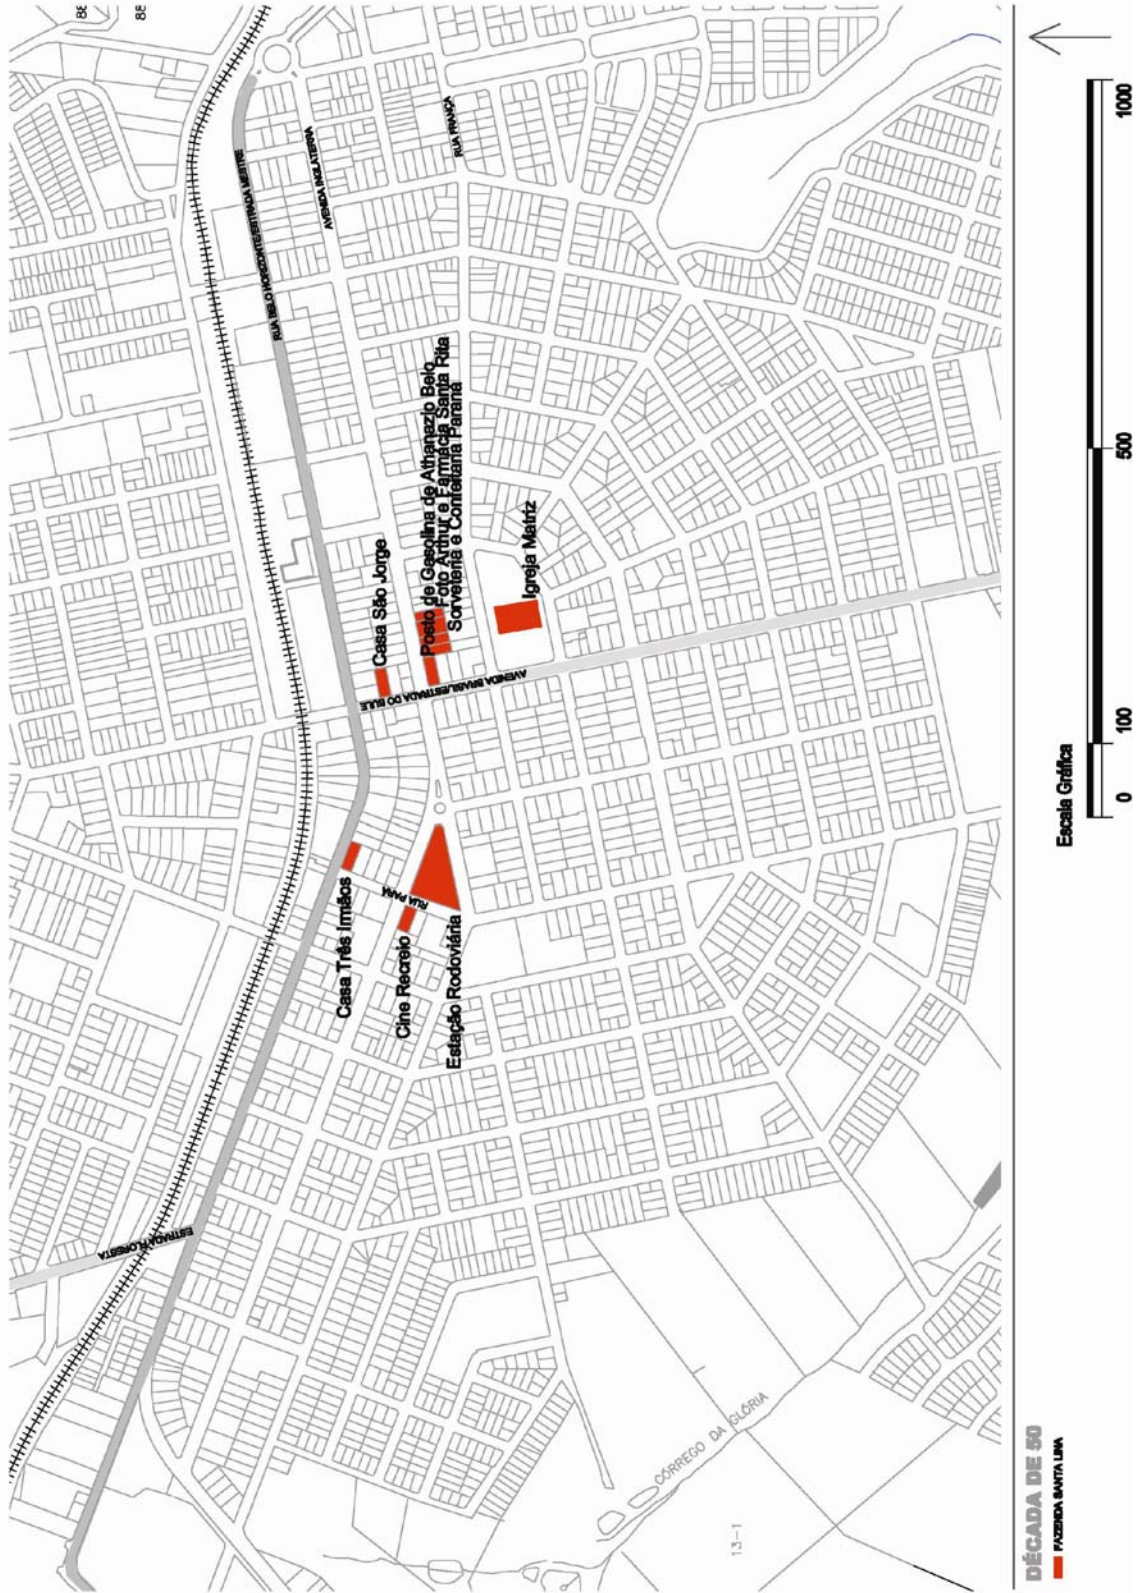 88
88
ESTRADA FLORESTA
RUA BELO HORIZONTE/ESTRADA MESTRE
AVENIDA INGLATERRA
RUA FRANÇA
Casa Três Irmãos
RUA PARÁ
Cine Recreio
Estação Rodoviária
Casa São Jorge
AVENIDA BRASIL/ESTRADA DO BULE
Posto de Gasolina de Athanazio Belo
Foto Arthur e Farmácia Santa Rita
Sorveteria e Confeitaria Paraná
Igreja Matriz
CÓRREGO DA GLÓRIA
13-1
DÉCADA DE 50
FAZENDA SANTA LINA
Escala Gráfica
0 100 500 1000